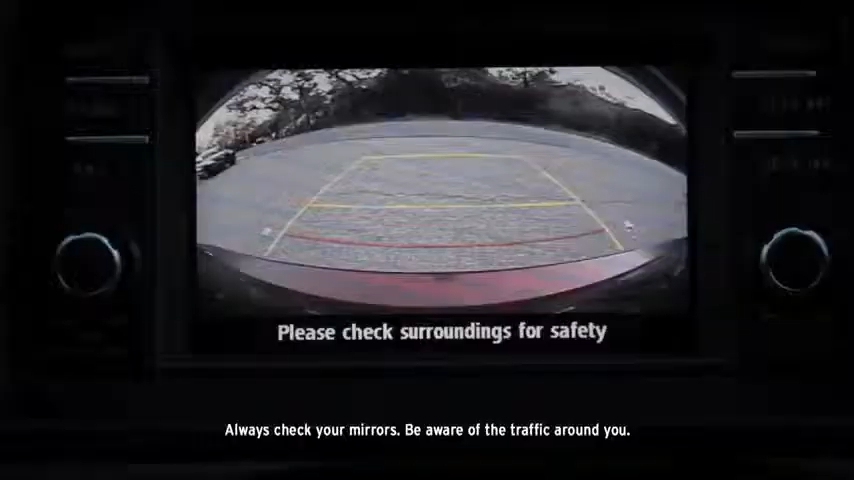 Please check surroundings for safety
Always check your mirrors. Be aware of the traffic around you.